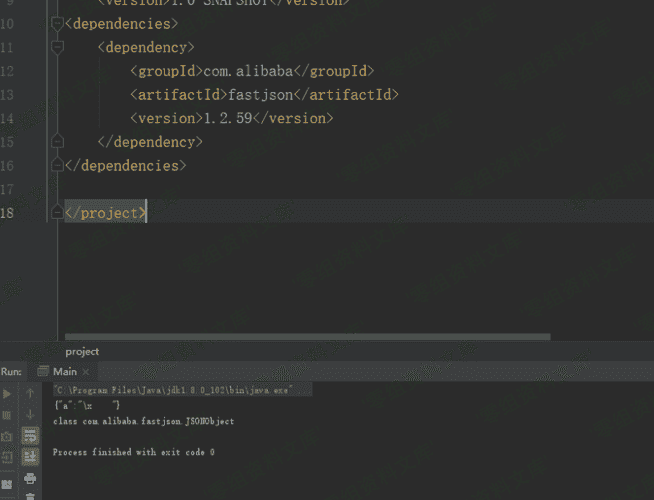 9 <version>1.0-SNAPSHOT</version>
10 <dependencies>
11 <dependency>
12 <groupId>com.alibaba</groupId>
13 <artifactId>fastjson</artifactId>
14 <version>1.2.59</version>
15 </dependency>
16 </dependencies>
17
18 </project>
project
Run: Main ×
"C:\Program Files\Java\jdk1.8.0_102\bin\java.exe" ...
{"a":"\x    "}
class com.alibaba.fastjson.JSONObject
Process finished with exit code 0